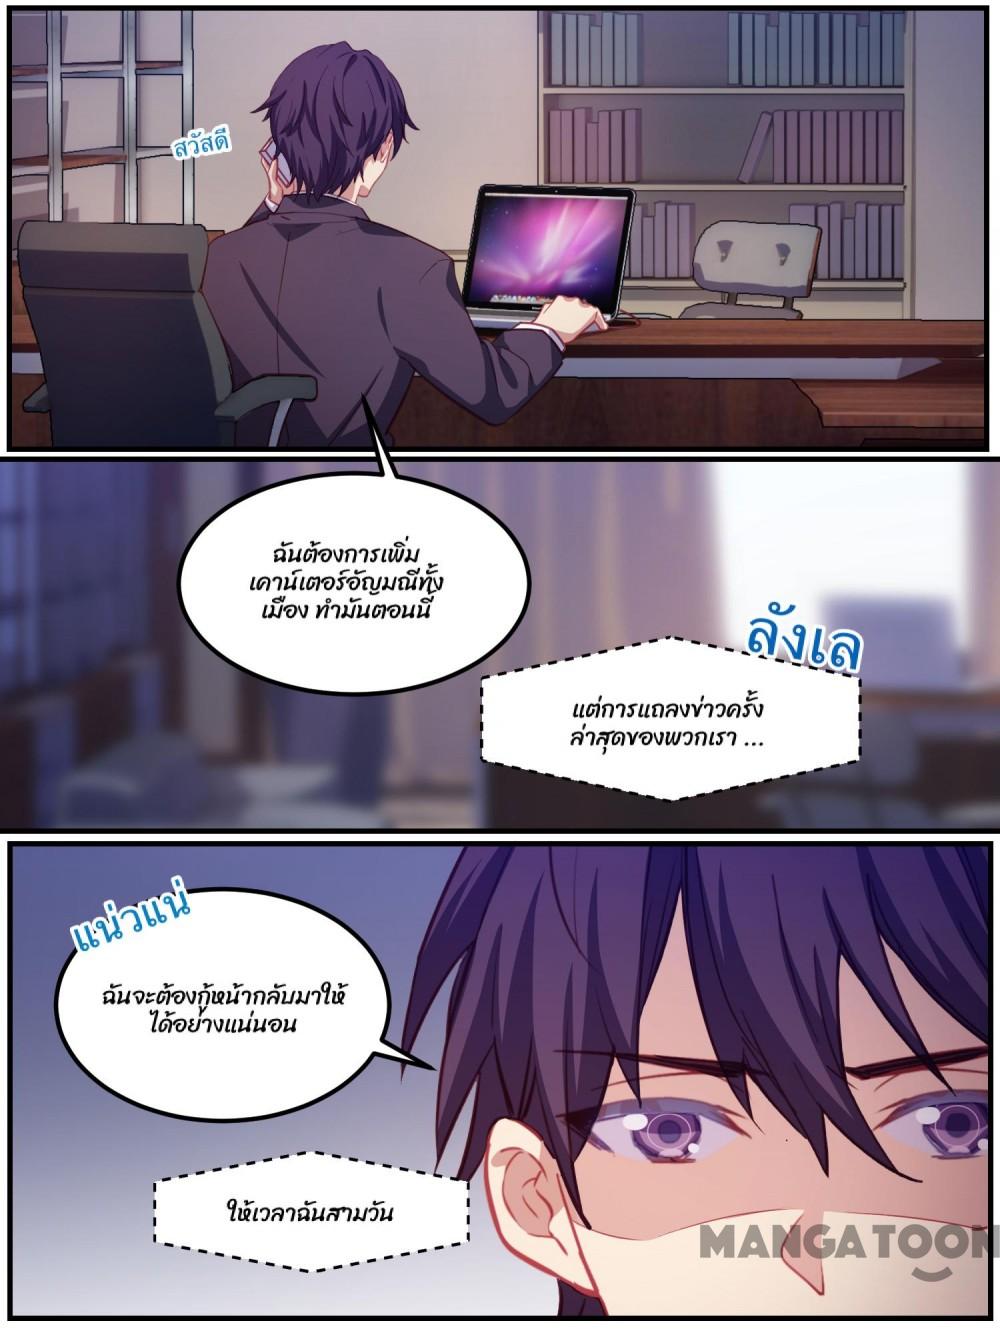 สวัสดี
ฉันต้องการเพิ่ม
เคาน์เตอร์อัญมณีทั้ง
เมือง ทำมันตอนนี้
ลังเล
แต่การแถลงข่าวครั้ง
ล่าสุดของพวกเรา ...
แน่วแน่
ฉันจะต้องกู้หน้ากลับมาให้
ได้อย่างแน่นอน
ให้เวลาฉันสามวัน
MANGATOON